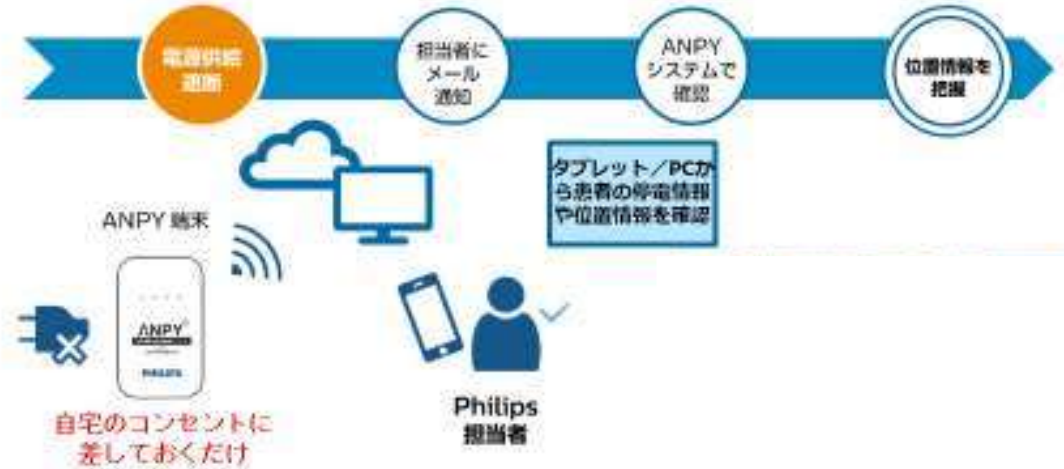 電源供給
遮断
担当者に
メール
通知
ANPY
システムで
確認
位置情報を
把握
タブレット／PCか
ら患者の停電情報
や位置情報を確認
ANPY 端末
ANPY
PHILIPS
自宅のコンセントに
差しておくだけ
Philips
担当者